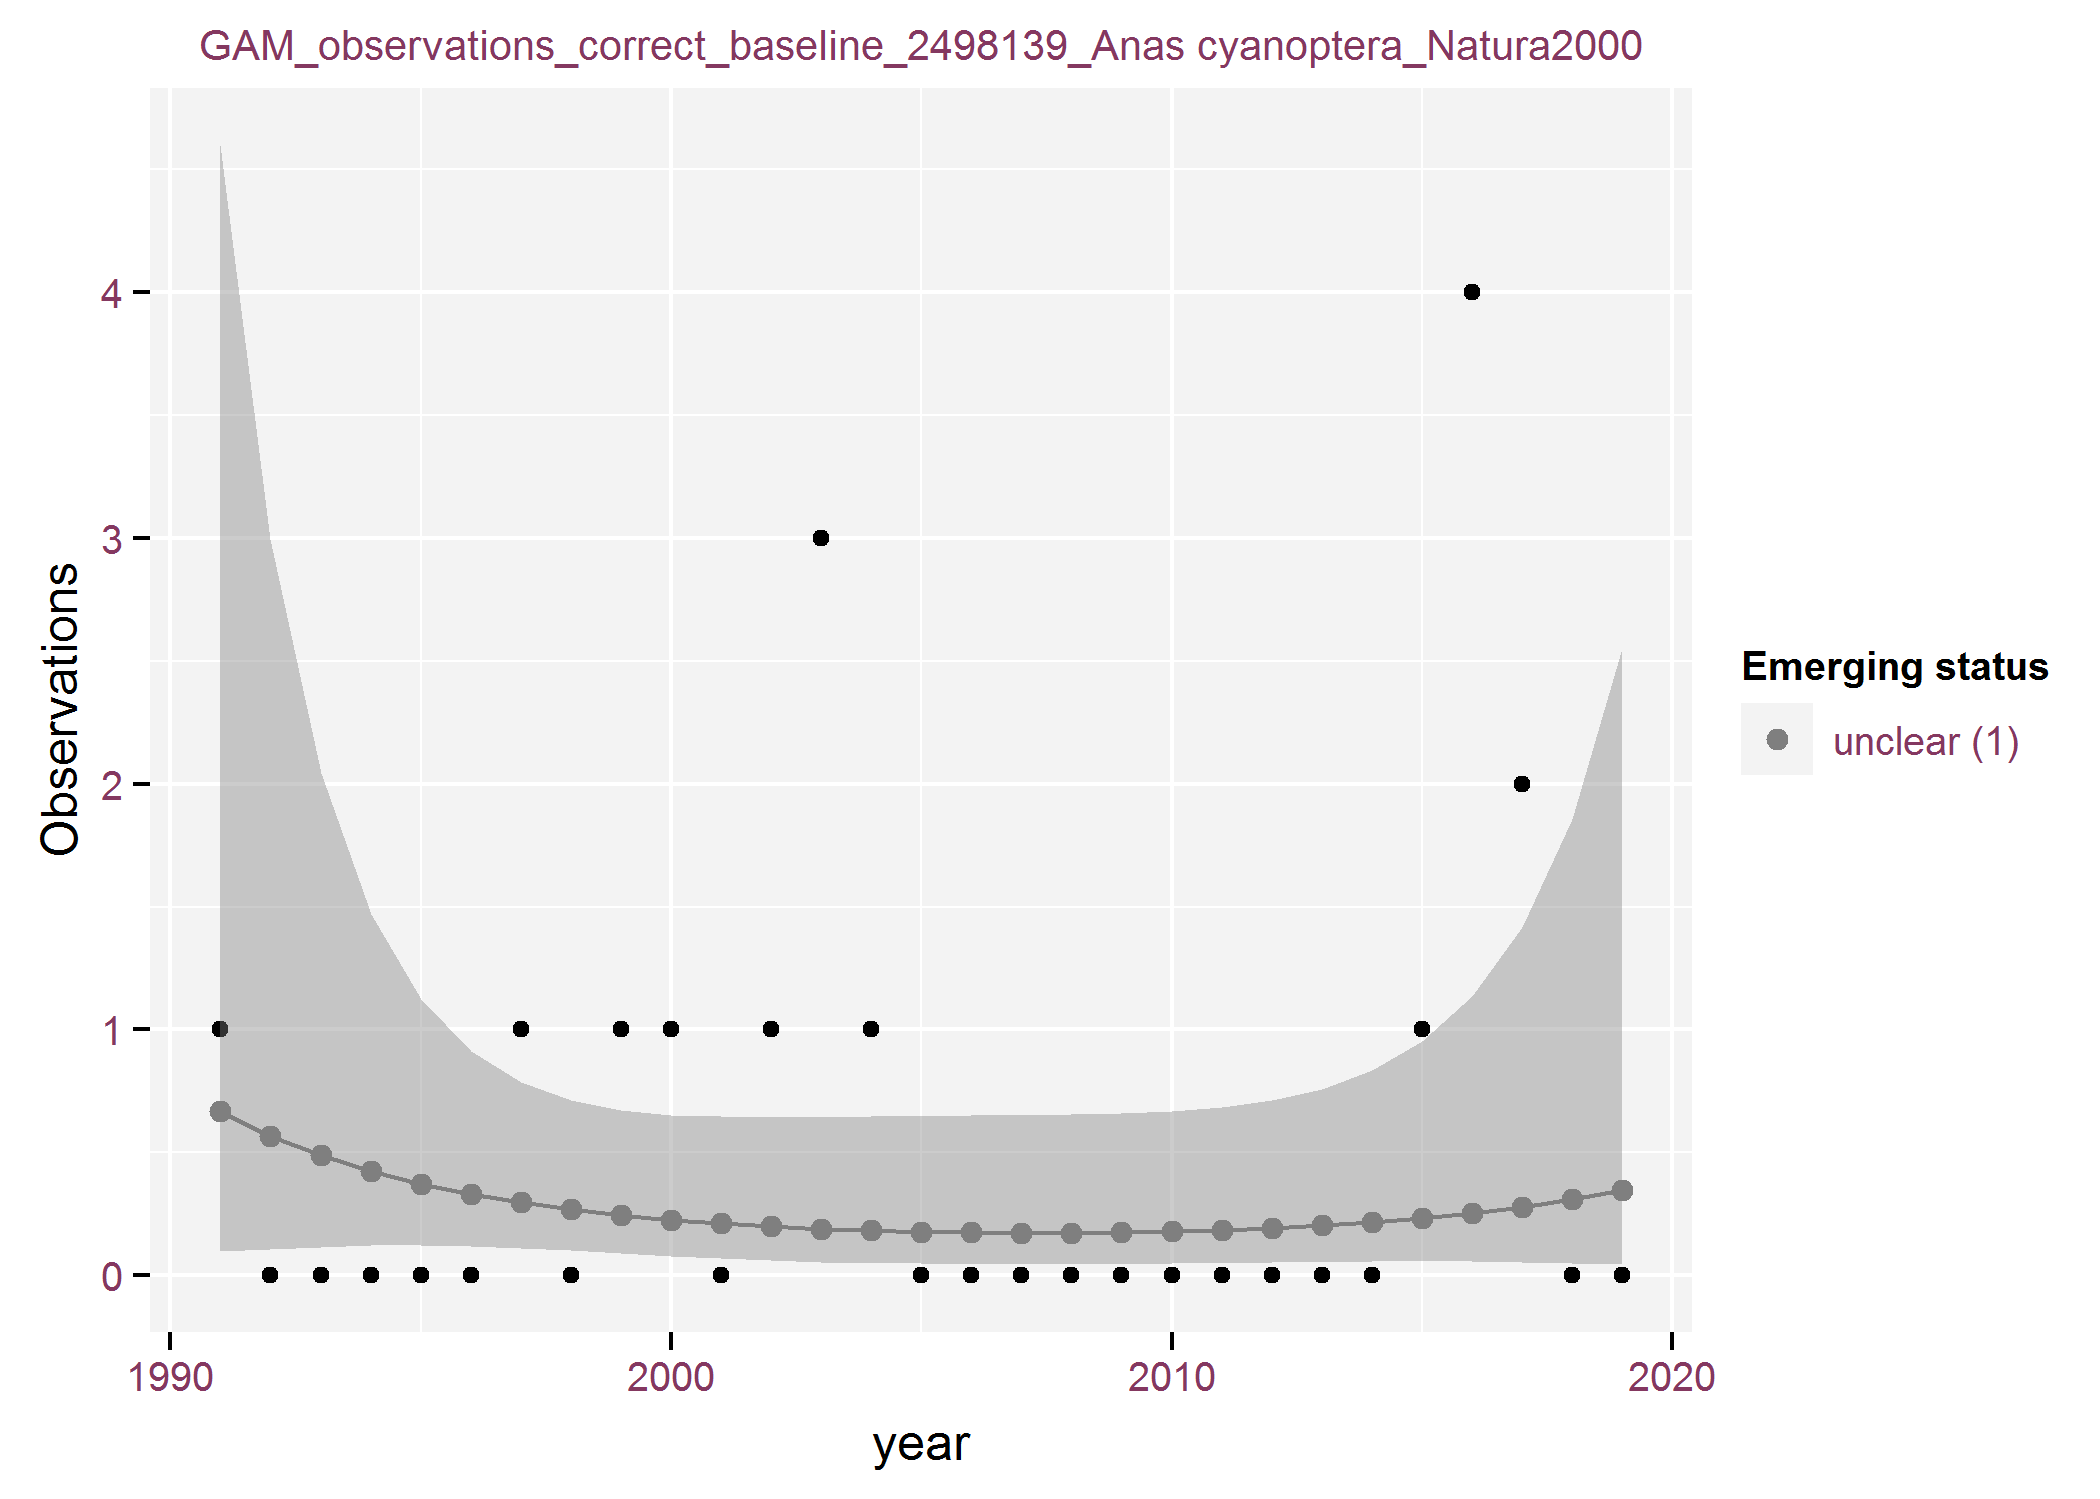 GAM_observations_correct_baseline_2498139_Anas cyanoptera_Natura2000
Observations
4
3
2
1
0
1990
2000
2010
2020
year
Emerging status
unclear (1)